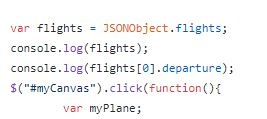 var flights = JSONObject.flights;
console.log(flights);
console.log(flights[0].departure);
$("#myCanvas").click(function(){
        var myPlane;